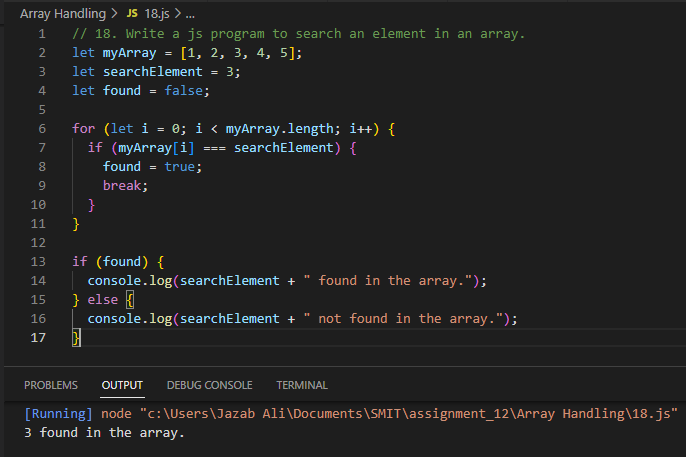 Array Handling > JS 18.js > ...
1 // 18. Write a js program to search an element in an array.
2 let myArray = [1, 2, 3, 4, 5];
3 let searchElement = 3;
4 let found = false;
5
6 for (let i = 0; i < myArray.length; i++) {
7   if (myArray[i] === searchElement) {
8     found = true;
9     break;
10   }
11 }
12
13 if (found) {
14   console.log(searchElement + " found in the array.");
15 } else {
16   console.log(searchElement + " not found in the array.");
17 }
PROBLEMS OUTPUT DEBUG CONSOLE TERMINAL
[Running] node "c:\Users\Jazab Ali\Documents\SMIT\assignment_12\Array Handling\18.js"
3 found in the array.